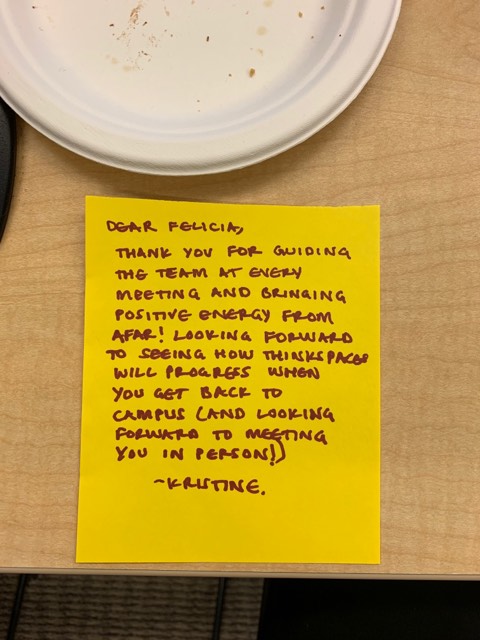 DEAR FELICIA,
THANK YOU FOR GUIDING
THE TEAM AT EVERY
MEETING AND BRINGING
POSITIVE ENERGY FROM
AFAR! LOOKING FORWARD
TO SEEING HOW THINKSPACES
WILL PROGRESS WHEN
YOU GET BACK TO
CAMPUS (AND LOOKING
FORWARD TO MEETING
YOU IN PERSON!)
~KRISTINE.